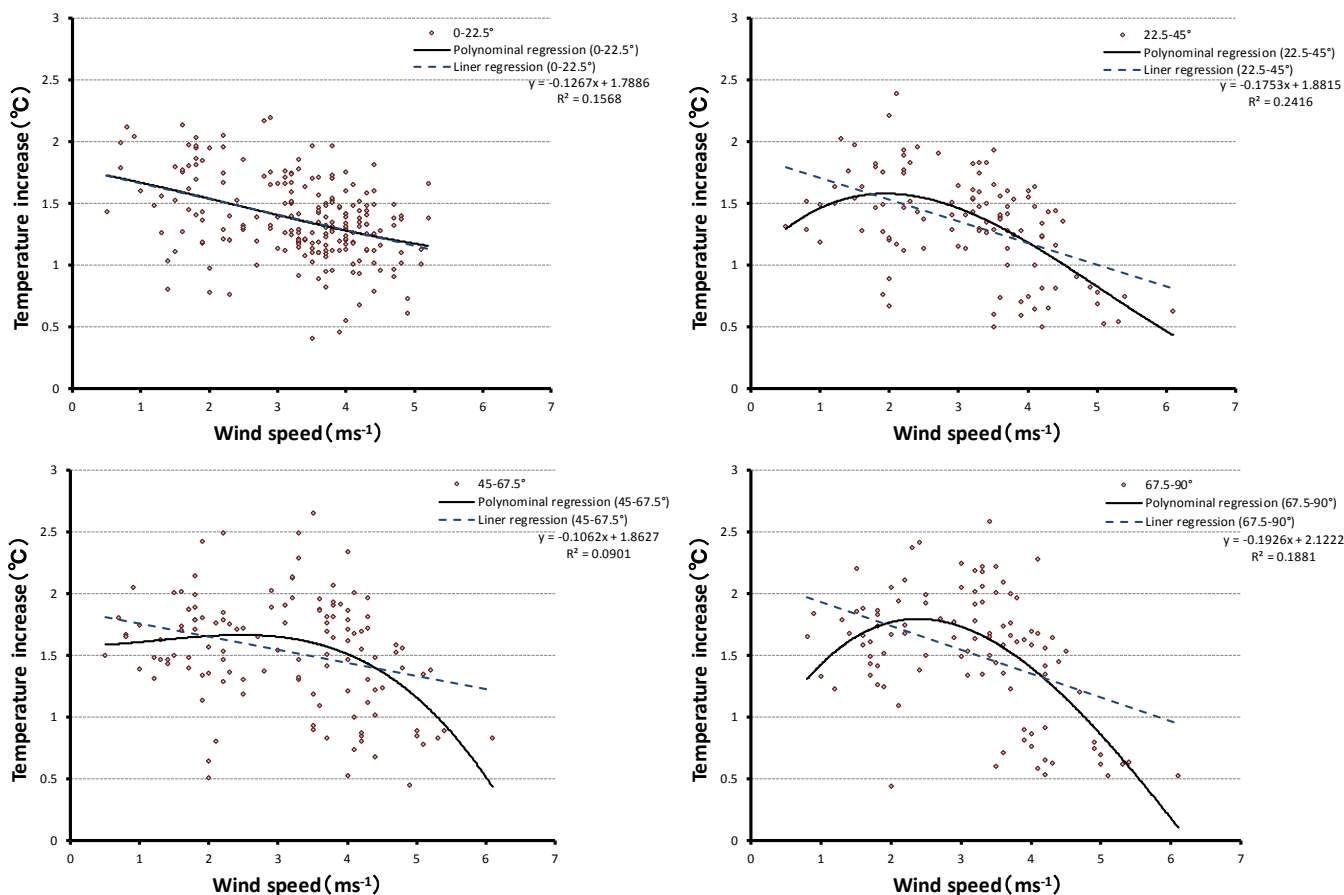 3
2.5
2
1.5
1
0.5
0
0 1 2 3 4 5 6 7
Temperature increase(℃)
Wind speed(ms-1)
0-22.5°
Polynominal regression (0-22.5°)
Liner regression (0-22.5°)
y = -0.1267x + 1.7886
R² = 0.1568
3
2.5
2
1.5
1
0.5
0
0 1 2 3 4 5 6 7
Temperature increase(℃)
Wind speed(ms-1)
22.5-45°
Polynominal regression (22.5-45°)
Liner regression (22.5-45°)
y = -0.1753x + 1.8815
R² = 0.2416
3
2.5
2
1.5
1
0.5
0
0 1 2 3 4 5 6 7
Temperature increase(℃)
Wind speed(ms-1)
45-67.5°
Polynominal regression (45-67.5°)
Liner regression (45-67.5°)
y = -0.1062x + 1.8627
R² = 0.0901
3
2.5
2
1.5
1
0.5
0
0 1 2 3 4 5 6 7
Temperature increase(℃)
Wind speed(ms-1)
67.5-90°
Polynominal regression (67.5-90°)
Liner regression (67.5-90°)
y = -0.1926x + 2.1222
R² = 0.1881